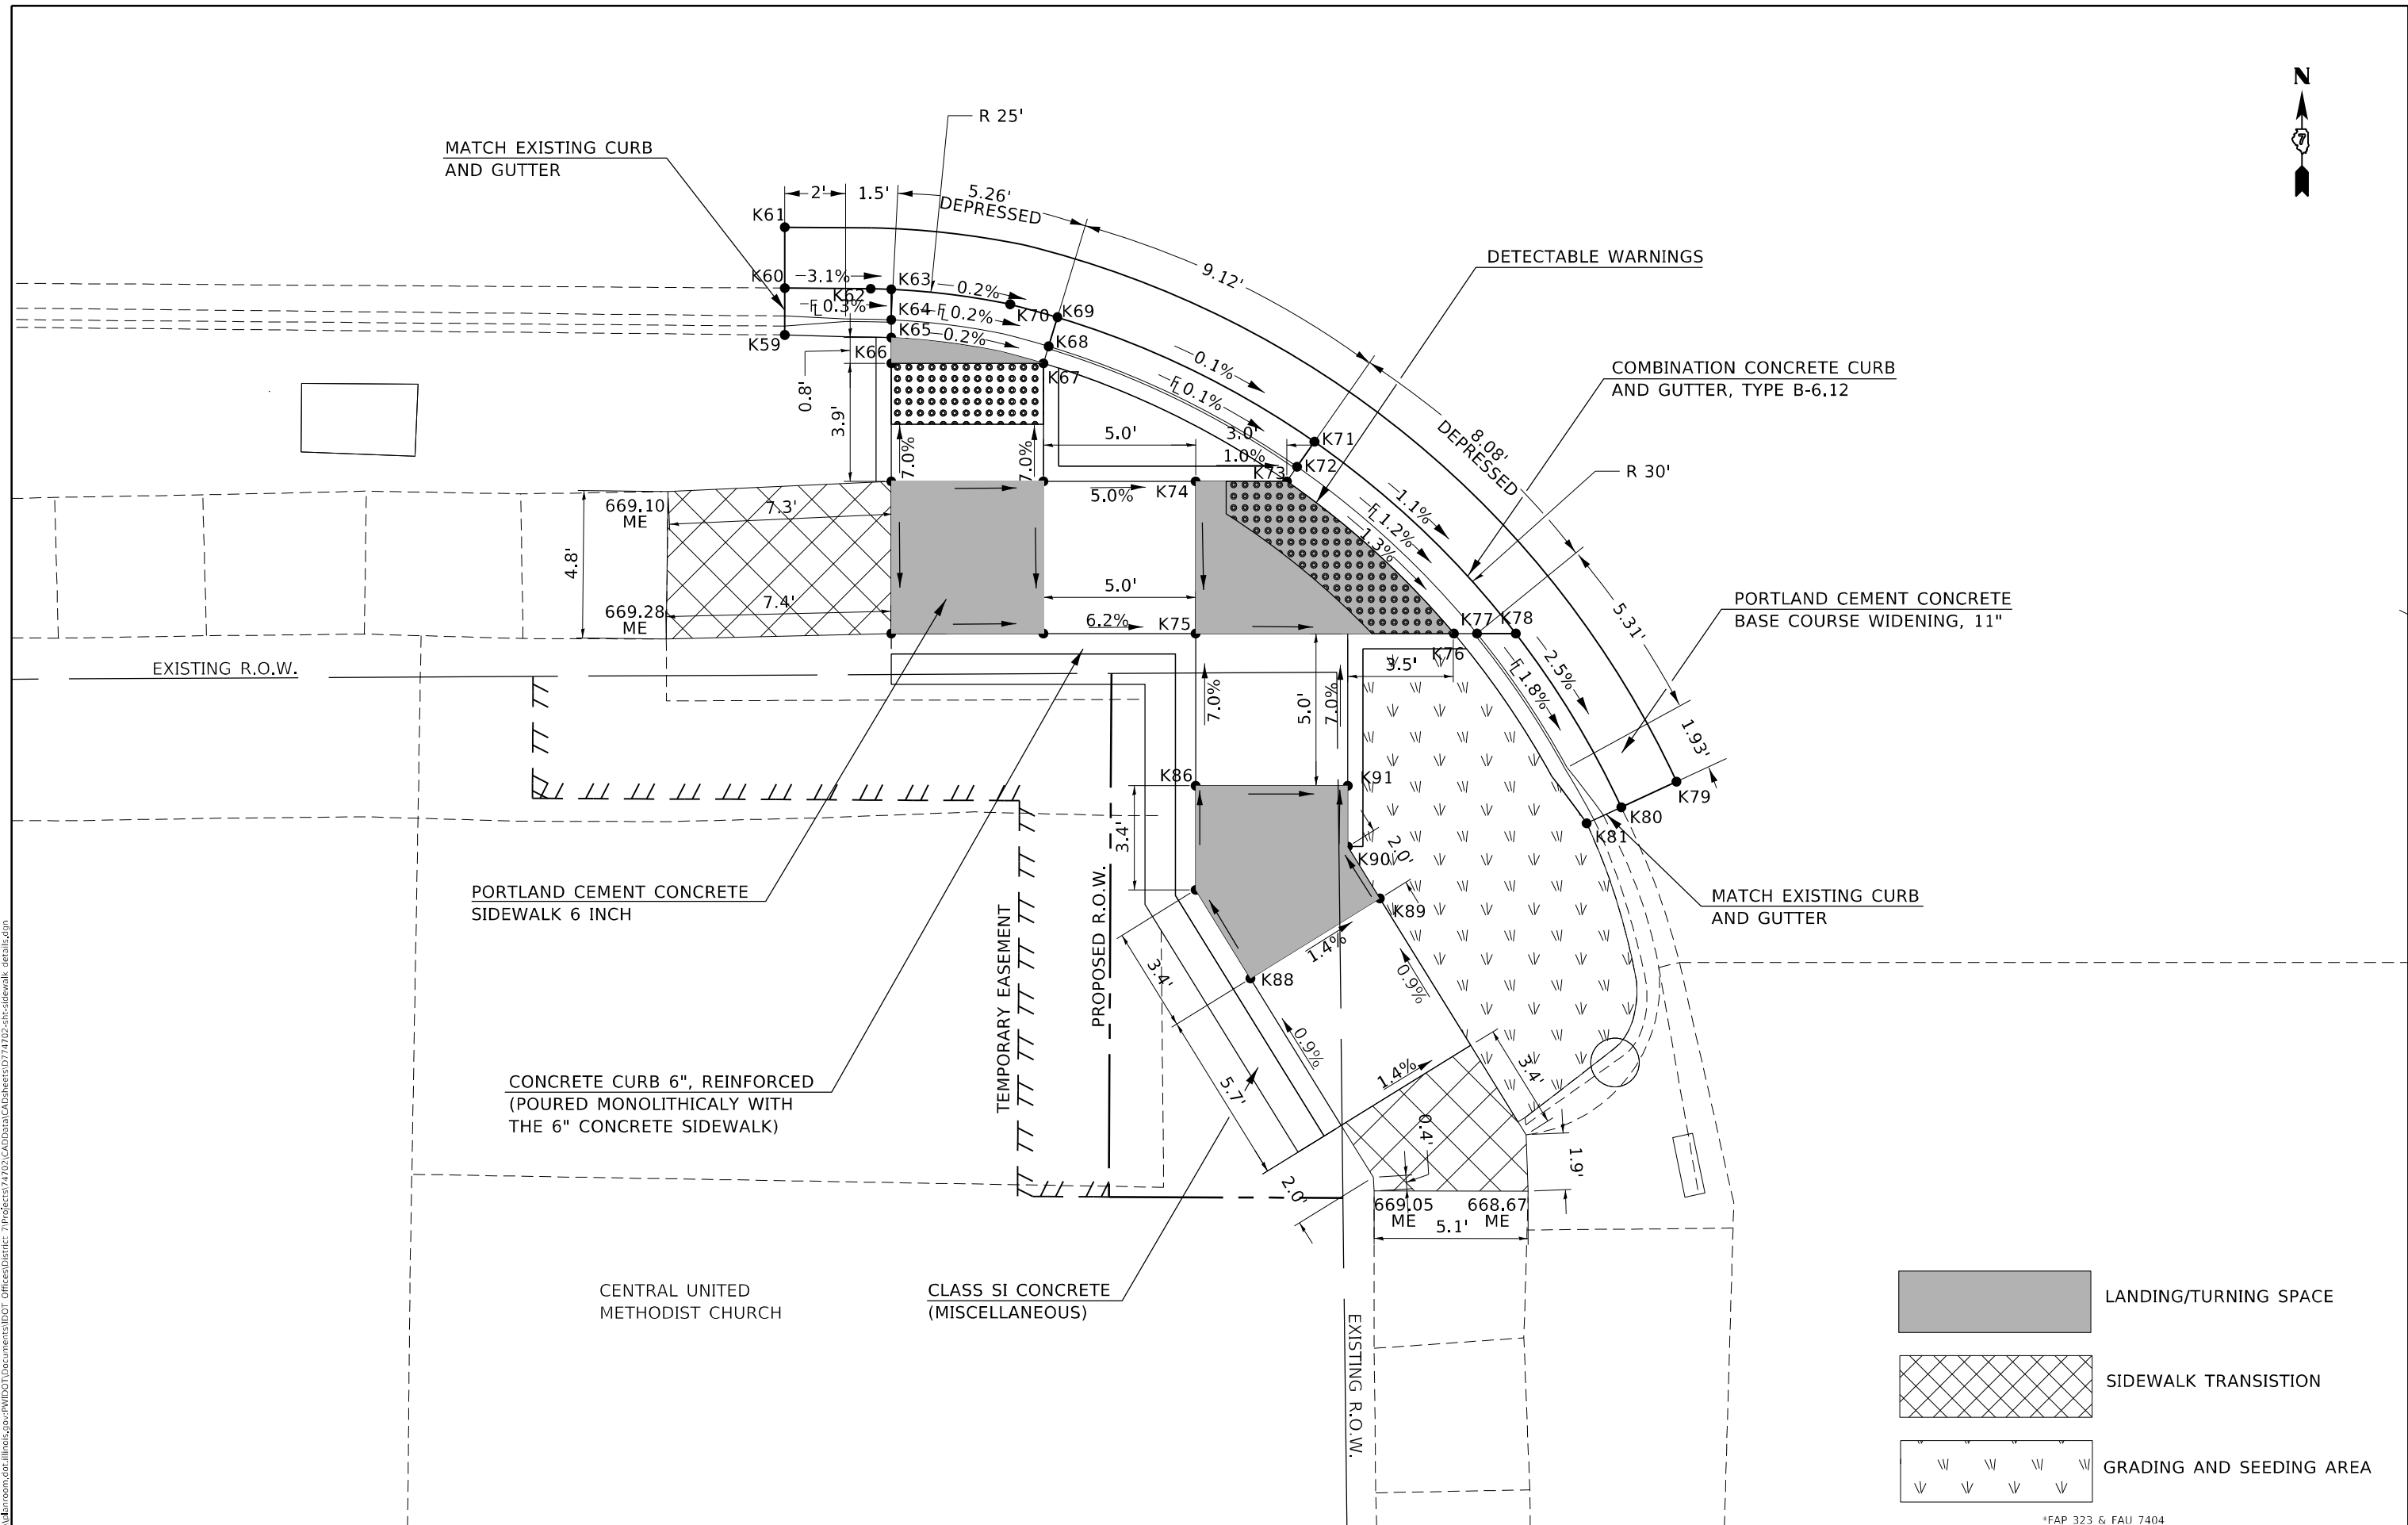 N
7
R 25'
MATCH EXISTING CURB
AND GUTTER
2'
1.5'
5.26'
DEPRESSED
K61
DETECTABLE WARNINGS
9.12'
K60
3.1%
K63
0.2%
K62
FL 0.3%
K64
FL 0.2%
K70
K69
K65
0.2%
K59
K66
K68
K67
0.1%
COMBINATION CONCRETE CURB
AND GUTTER, TYPE B-6.12
0.8'
3.9'
FL 0.1%
5.0'
3.0'
K71
8.08'
DEPRESSED
7.0%
7.0%
1.0%
K72
K73
R 30'
669.10
ME
7.3'
5.0%
K74
1.1%
FL 1.2%
1.3%
4.8'
5.0'
669.28
ME
7.4'
6.2%
K75
K77
K78
K76
5.31'
PORTLAND CEMENT CONCRETE
BASE COURSE WIDENING, 11"
EXISTING R.O.W.
3.5'
2.5%
FL 1.8%
7.0%
5.0'
7.0%
1.93'
K86
K91
K79
K80
K81
3.4'
K90
2.0'
PORTLAND CEMENT CONCRETE
SIDEWALK 6 INCH
MATCH EXISTING CURB
AND GUTTER
K89
TEMPORARY EASEMENT
PROPOSED R.O.W.
1.4%
3.4'
K88
0.9%
0.9%
CONCRETE CURB 6", REINFORCED
(POURED MONOLITHICALY WITH
THE 6" CONCRETE SIDEWALK)
5.7'
1.4%
3.4'
0.4'
1.9'
2.0'
669.05
ME
668.67
ME
5.1'
CENTRAL UNITED
METHODIST CHURCH
CLASS SI CONCRETE
(MISCELLANEOUS)
EXISTING R.O.W.
LANDING/TURNING SPACE
SIDEWALK TRANSISTION
GRADING AND SEEDING AREA
*FAP 323 & FAU 7404